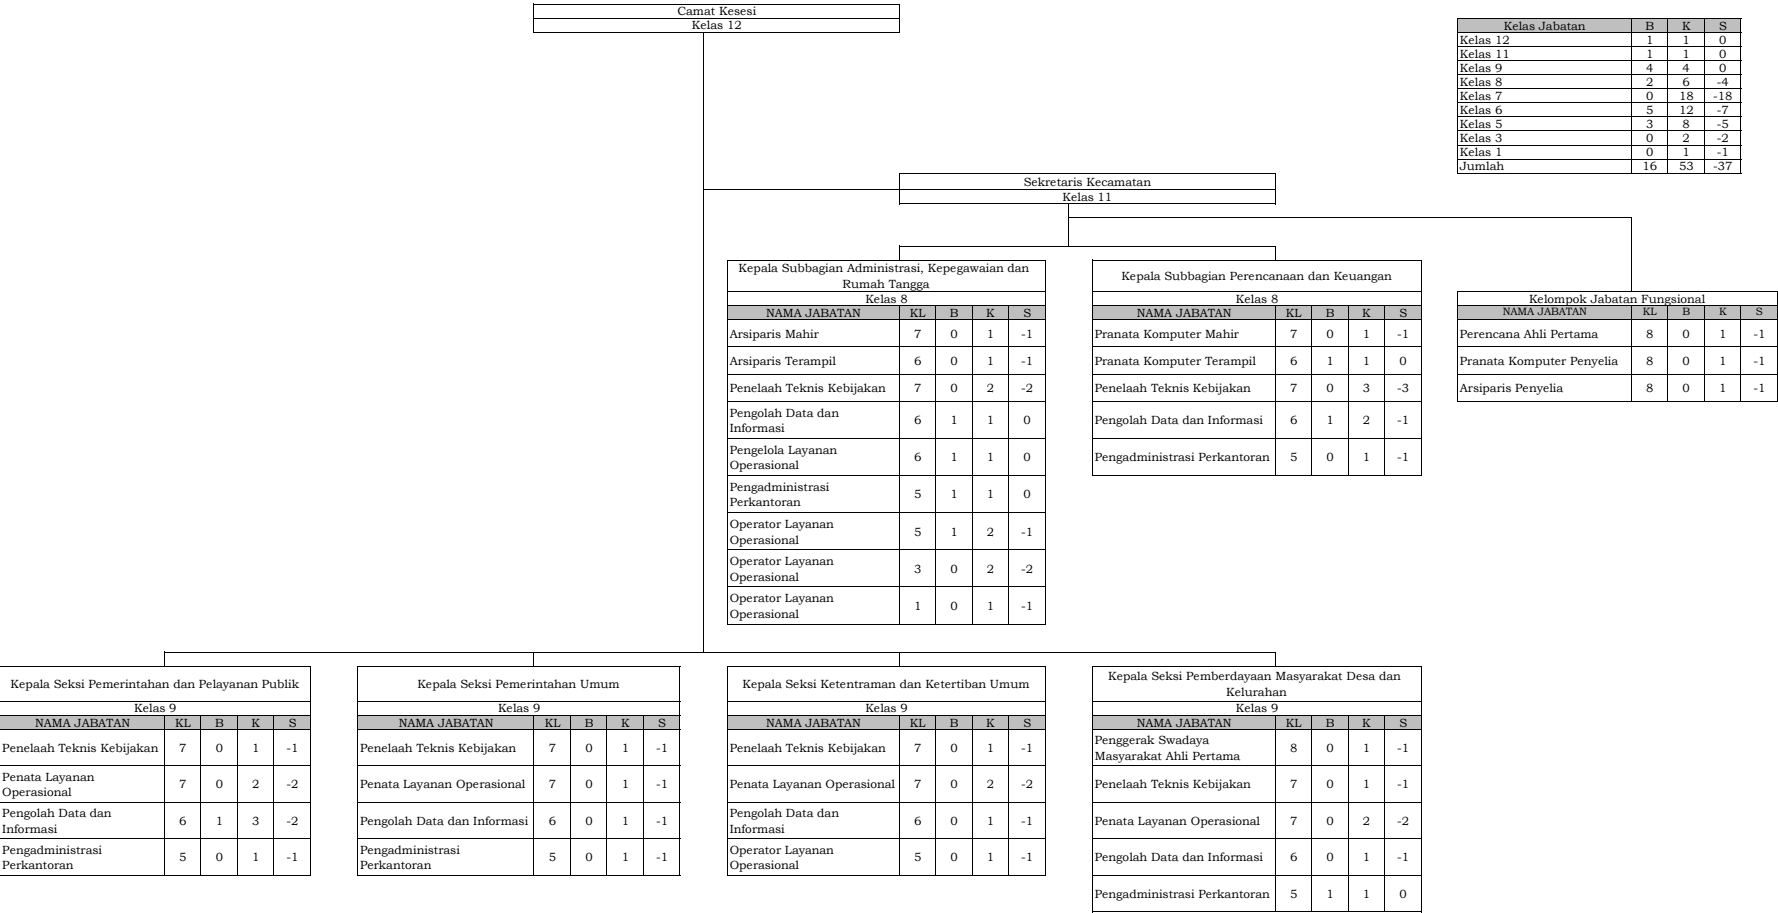 Camat Kesesi
Kelas 12
Kelas Jabatan B K S
Kelas 12 1 1 0
Kelas 11 1 1 0
Kelas 9 4 4 0
Kelas 8 2 6 -4
Kelas 7 0 18 -18
Kelas 6 5 12 -7
Kelas 5 3 8 -5
Kelas 3 0 2 -2
Kelas 1 0 1 -1
Jumlah 16 53 -37
Sekretaris Kecamatan
Kelas 11
Kepala Subbagian Administrasi, Kepegawaian dan
Rumah Tangga
Kelas 8
NAMA JABATAN KL B K S
Arsiparis Mahir 7 0 1 -1
Arsiparis Terampil 6 0 1 -1
Penelaah Teknis Kebijakan 7 0 2 -2
Pengolah Data dan
Informasi 6 1 1 0
Pengelola Layanan
Operasional 6 1 1 0
Pengadministrasi
Perkantoran 5 1 1 0
Operator Layanan
Operasional 5 1 2 -1
Operator Layanan
Operasional 3 0 2 -2
Operator Layanan
Operasional 1 0 1 -1
Kepala Subbagian Perencanaan dan Keuangan
Kelas 8
NAMA JABATAN KL B K S
Pranata Komputer Mahir 7 0 1 -1
Pranata Komputer Terampil 6 1 1 0
Penelaah Teknis Kebijakan 7 0 3 -3
Pengolah Data dan Informasi 6 1 2 -1
Pengadministrasi Perkantoran 5 0 1 -1
Kelompok Jabatan Fungsional
NAMA JABATAN KL B K S
Perencana Ahli Pertama 8 0 1 -1
Pranata Komputer Penyelia 8 0 1 -1
Arsiparis Penyelia 8 0 1 -1
Kepala Seksi Pemerintahan dan Pelayanan Publik
Kelas 9
NAMA JABATAN KL B K S
Penelaah Teknis Kebijakan 7 0 1 -1
Penata Layanan
Operasional 7 0 2 -2
Pengolah Data dan
Informasi 6 1 3 -2
Pengadministrasi
Perkantoran 5 0 1 -1
Kepala Seksi Pemerintahan Umum
Kelas 9
NAMA JABATAN KL B K S
Penelaah Teknis Kebijakan 7 0 1 -1
Penata Layanan Operasional 7 0 1 -1
Pengolah Data dan Informasi 6 0 1 -1
Pengadministrasi
Perkantoran 5 0 1 -1
Kepala Seksi Ketentraman dan Ketertiban Umum
Kelas 9
NAMA JABATAN KL B K S
Penelaah Teknis Kebijakan 7 0 1 -1
Penata Layanan Operasional 7 0 2 -2
Pengolah Data dan
Informasi 6 0 1 -1
Operator Layanan
Operasional 5 0 1 -1
Kepala Seksi Pemberdayaan Masyarakat Desa dan
Kelurahan
Kelas 9
NAMA JABATAN KL B K S
Penggerak Swadaya
Masyarakat Ahli Pertama 8 0 1 -1
Penelaah Teknis Kebijakan 7 0 1 -1
Penata Layanan Operasional 7 0 2 -2
Pengolah Data dan Informasi 6 0 1 -1
Pengadministrasi Perkantoran 5 1 1 0